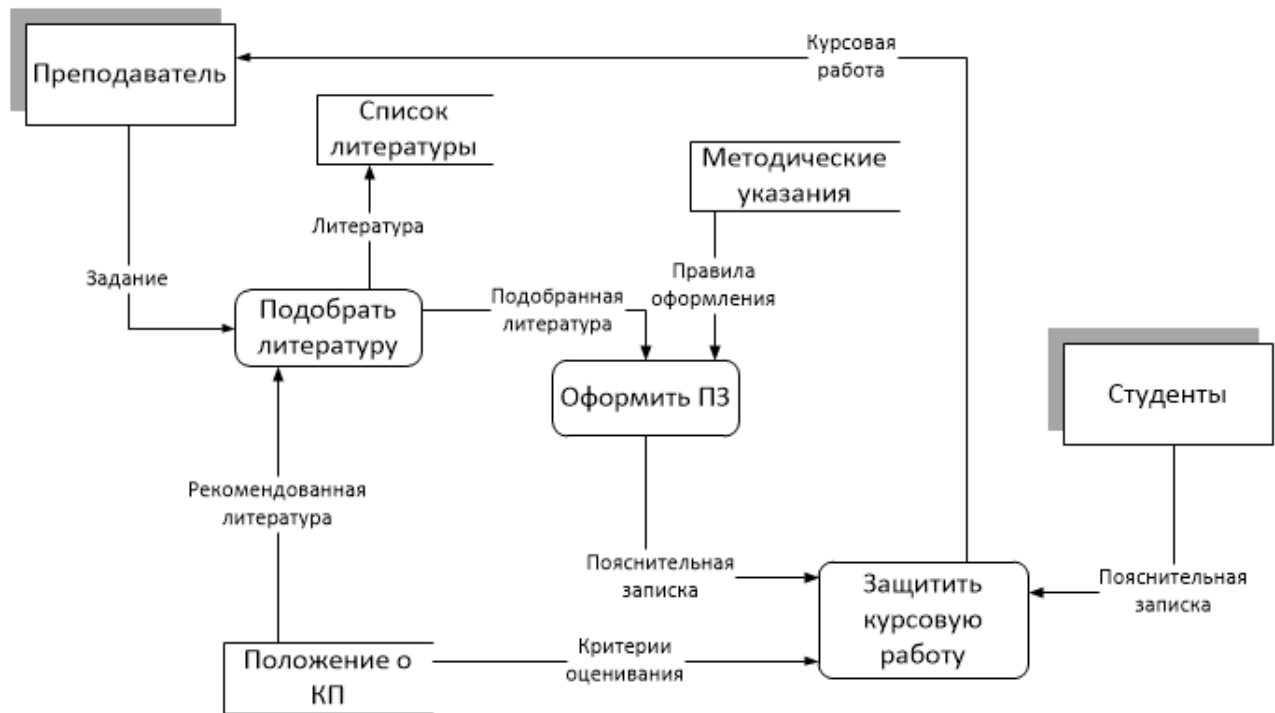 Преподаватель
Курсовая
работа
Список
литературы
Методические
указания
Литература
Задание
Правила
оформления
Подобрать
литературу
Подобранная
литература
Оформить ПЗ
Студенты
Рекомендованная
литература
Пояснительная
записка
Защитить
курсовую
работу
Пояснительная
записка
Положение о
КП
Критерии
оценивания